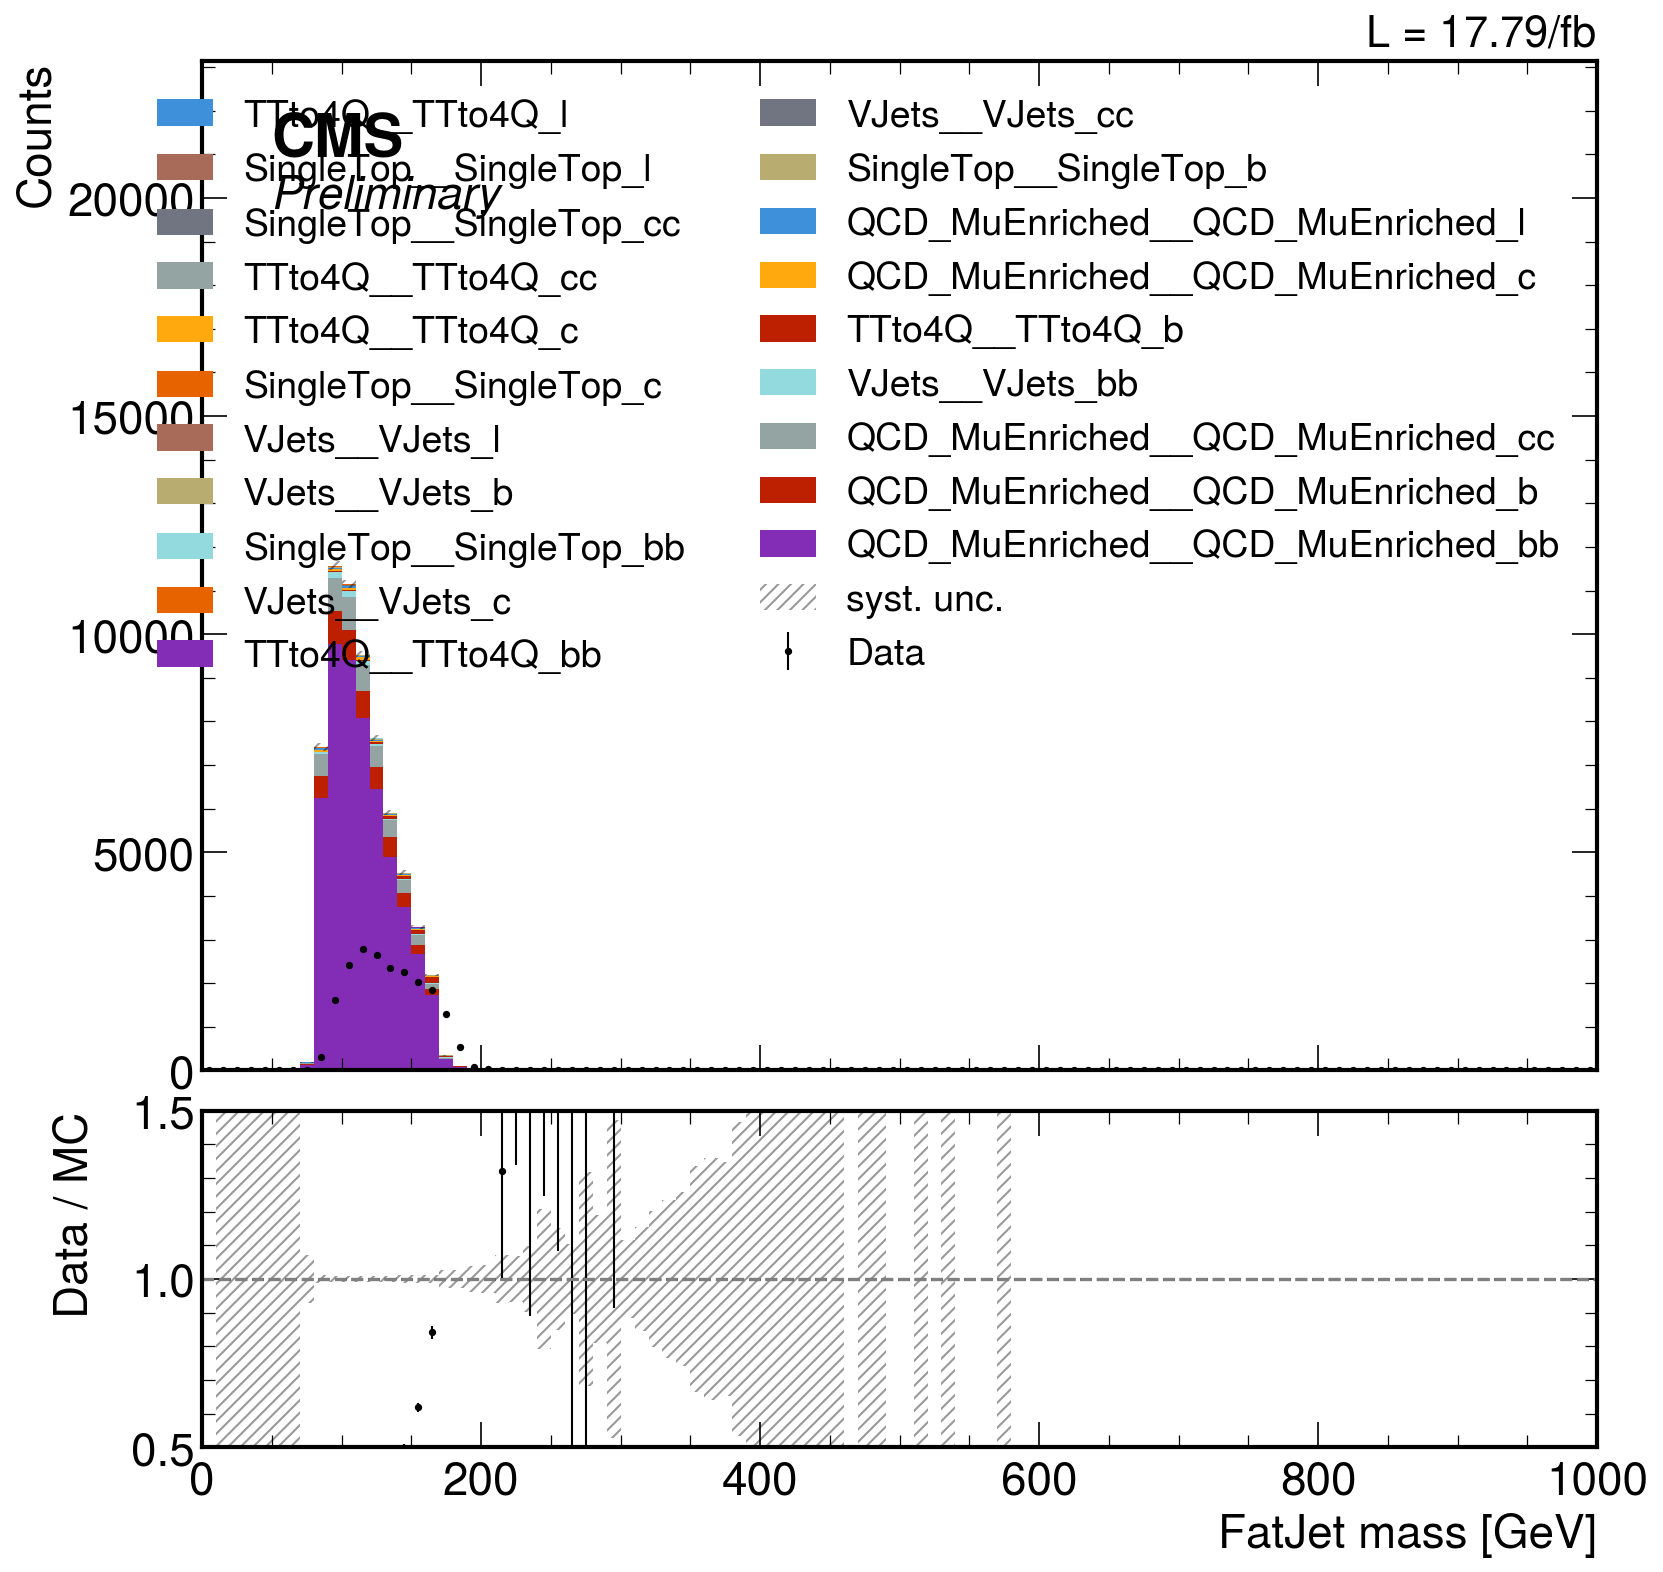 L = 17.79/fb
Counts
CMS
Preliminary
TTto4Q__TTto4Q_l
SingleTop__SingleTop_l
SingleTop__SingleTop_cc
TTto4Q__TTto4Q_cc
TTto4Q__TTto4Q_c
SingleTop__SingleTop_c
VJets__VJets_l
VJets__VJets_b
SingleTop__SingleTop_bb
VJets__VJets_c
TTto4Q__TTto4Q_bb
VJets__VJets_cc
SingleTop__SingleTop_b
QCD_MuEnriched__QCD_MuEnriched_l
QCD_MuEnriched__QCD_MuEnriched_c
TTto4Q__TTto4Q_b
VJets__VJets_bb
QCD_MuEnriched__QCD_MuEnriched_cc
QCD_MuEnriched__QCD_MuEnriched_b
QCD_MuEnriched__QCD_MuEnriched_bb
syst. unc.
Data
20000
15000
10000
5000
0
Data / MC
1.5
1.0
0.5
0 200 400 600 800 1000
FatJet mass [GeV]